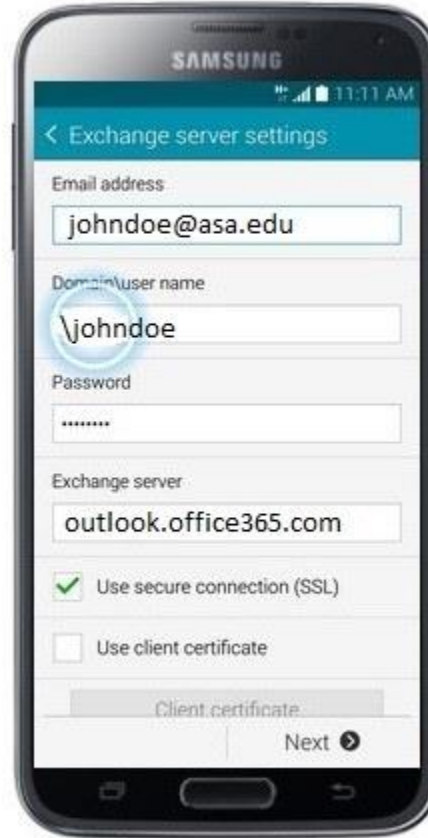 SAMSUNG
11:11 AM
< Exchange server settings
Email address
johndoe@asa.edu
Domain\user name
\johndoe
Password
••••••••
Exchange server
outlook.office365.com
Use secure connection (SSL)
Use client certificate
Client certificate
Next